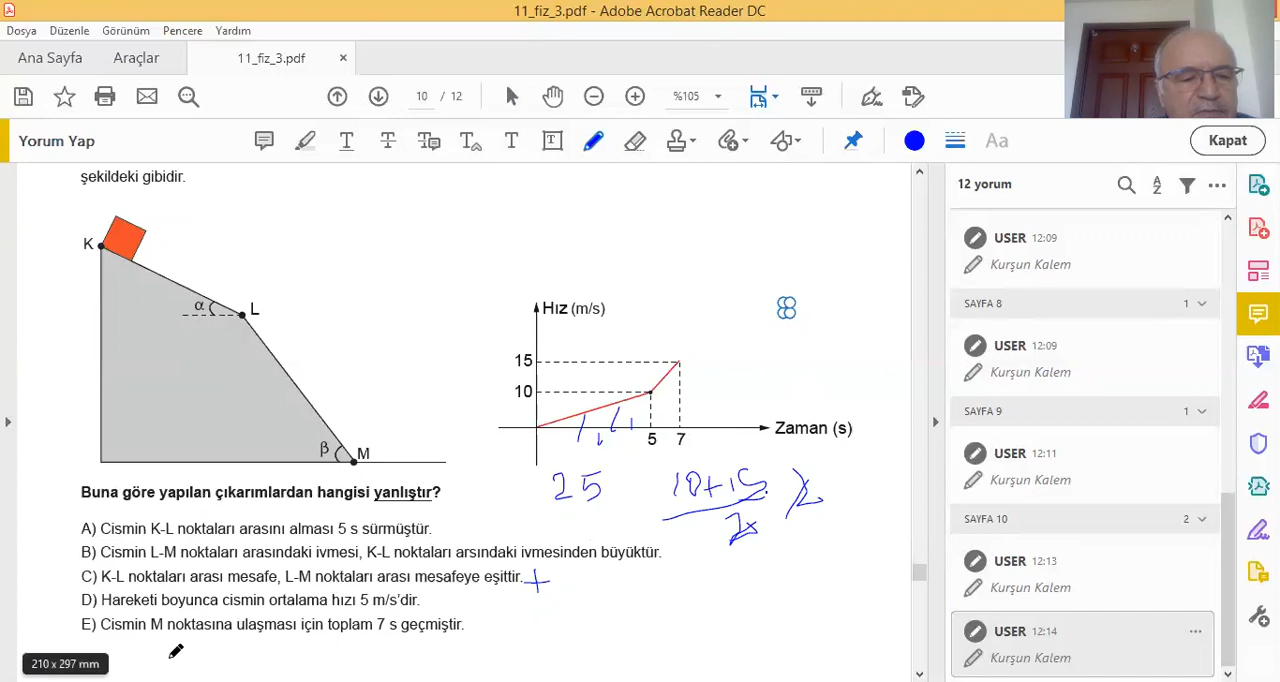 11_fiz_3.pdf - Adobe Acrobat Reader DC
Dosya Düzenle Görünüm Pencere Yardım
Ana Sayfa Araçlar 11_fiz_3.pdf ×
10 / 12 %105
Yorum Yap Aa Kapat
şekildeki gibidir.
K
α
L
β
M
Hız (m/s)
15
10
5 7 Zaman (s)
25 10+15
2
Buna göre yapılan çıkarımlardan hangisi yanlıştır?
A) Cismin K-L noktaları arasını alması 5 s sürmüştür.
B) Cismin L-M noktaları arasındaki ivmesi, K-L noktaları arsındaki ivmesinden büyüktür.
C) K-L noktaları arası mesafe, L-M noktaları arası mesafeye eşittir. +
D) Hareketi boyunca cismin ortalama hızı 5 m/s'dir.
E) Cismin M noktasına ulaşması için toplam 7 s geçmiştir.
210 x 297 mm
12 yorum
USER 12:09
Kurşun Kalem
SAYFA 8 1
USER 12:09
Kurşun Kalem
SAYFA 9 1
USER 12:11
Kurşun Kalem
SAYFA 10 2
USER 12:13
Kurşun Kalem
USER 12:14
Kurşun Kalem